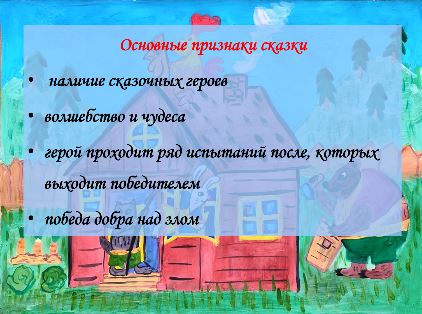 Основные признаки сказки
• наличие сказочных героев
• волшебство и чудеса
• герой проходит ряд испытаний после, которых
выходит победителем
• победа добра над злом